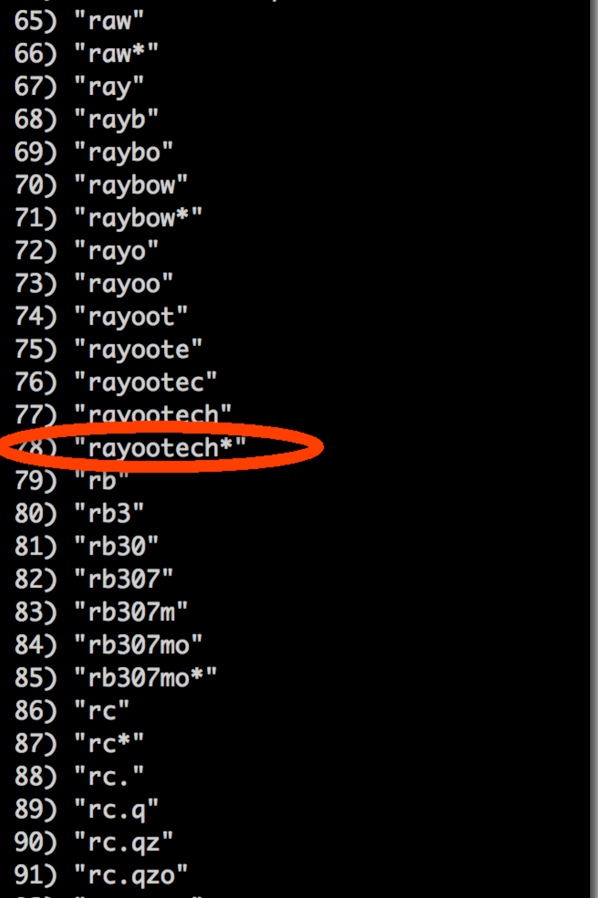 65) "raw"
66) "raw*"
67) "ray"
68) "rayb"
69) "raybo"
70) "raybow"
71) "raybow*"
72) "rayo"
73) "rayoo"
74) "rayoot"
75) "rayoote"
76) "rayootec"
77) "rayootech"
78) "rayootech*"
79) "rb"
80) "rb3"
81) "rb30"
82) "rb307"
83) "rb307m"
84) "rb307mo"
85) "rb307mo*"
86) "rc"
87) "rc*"
88) "rc."
89) "rc.q"
90) "rc.qz"
91) "rc.qzo"